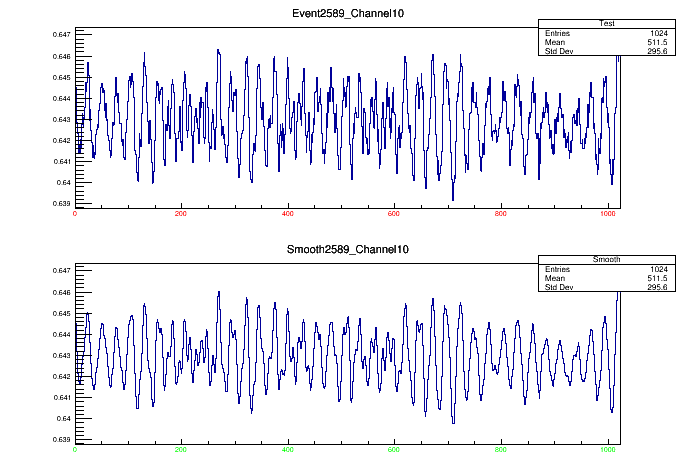 Event2589_Channel10
Test
Entries 1024
Mean 511.5
Std Dev 295.6
0.647
0.646
0.645
0.644
0.643
0.642
0.641
0.64
0.639
0 200 400 600 800 1000
Smooth2589_Channel10
Smooth
Entries 1024
Mean 511.5
Std Dev 295.6
0.647
0.646
0.645
0.644
0.643
0.642
0.641
0.64
0.639
0 200 400 600 800 1000